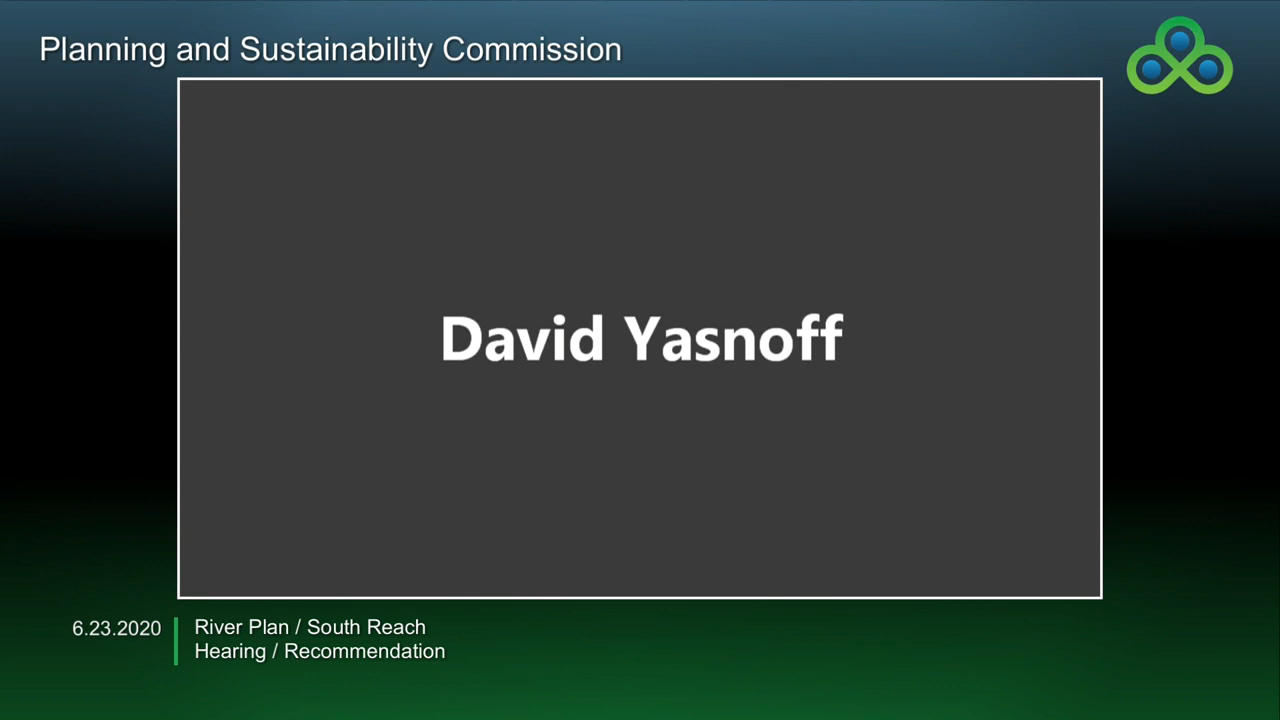 Planning and Sustainability Commission
David Yasnoff
6.23.2020
River Plan / South Reach
Hearing / Recommendation